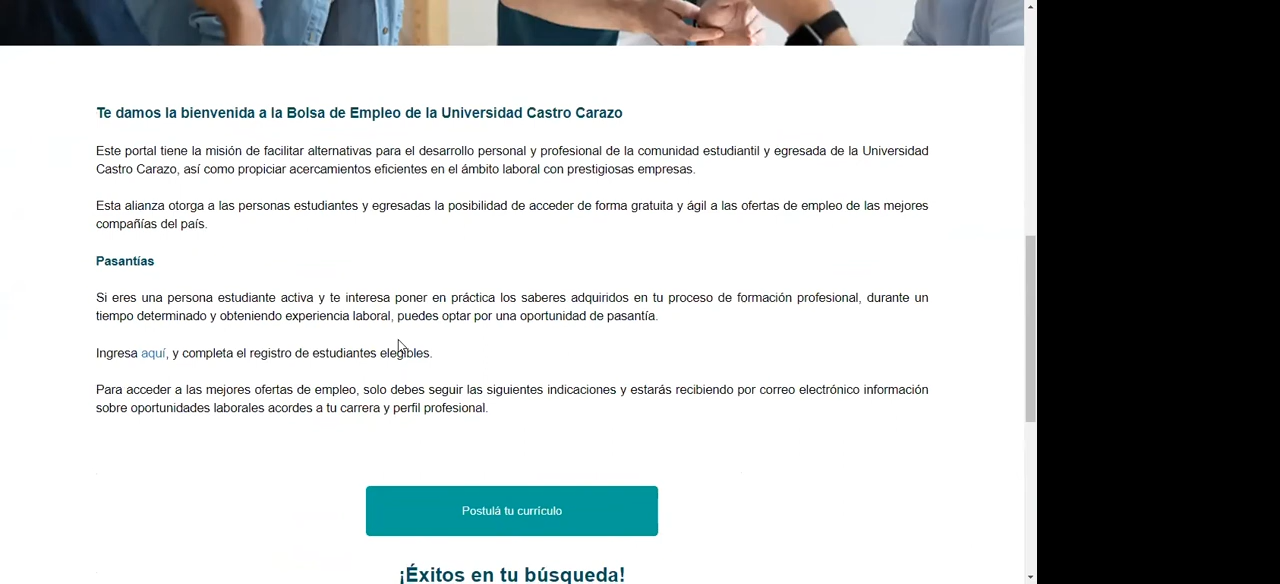 Te damos la bienvenida a la Bolsa de Empleo de la Universidad Castro Carazo
Este portal tiene la misión de facilitar alternativas para el desarrollo personal y profesional de la comunidad estudiantil y egresada de la Universidad
Castro Carazo, así como propiciar acercamientos eficientes en el ámbito laboral con prestigiosas empresas.
Esta alianza otorga a las personas estudiantes y egresadas la posibilidad de acceder de forma gratuita y ágil a las ofertas de empleo de las mejores
compañías del país.
Pasantías
Si eres una persona estudiante activa y te interesa poner en práctica los saberes adquiridos en tu proceso de formación profesional, durante un
tiempo determinado y obteniendo experiencia laboral, puedes optar por una oportunidad de pasantía.
Ingresa aquí, y completa el registro de estudiantes elegibles.
Para acceder a las mejores ofertas de empleo, solo debes seguir las siguientes indicaciones y estarás recibiendo por correo electrónico información
sobre oportunidades laborales acordes a tu carrera y perfil profesional.
Postulá tu currículo
¡Éxitos en tu búsqueda!